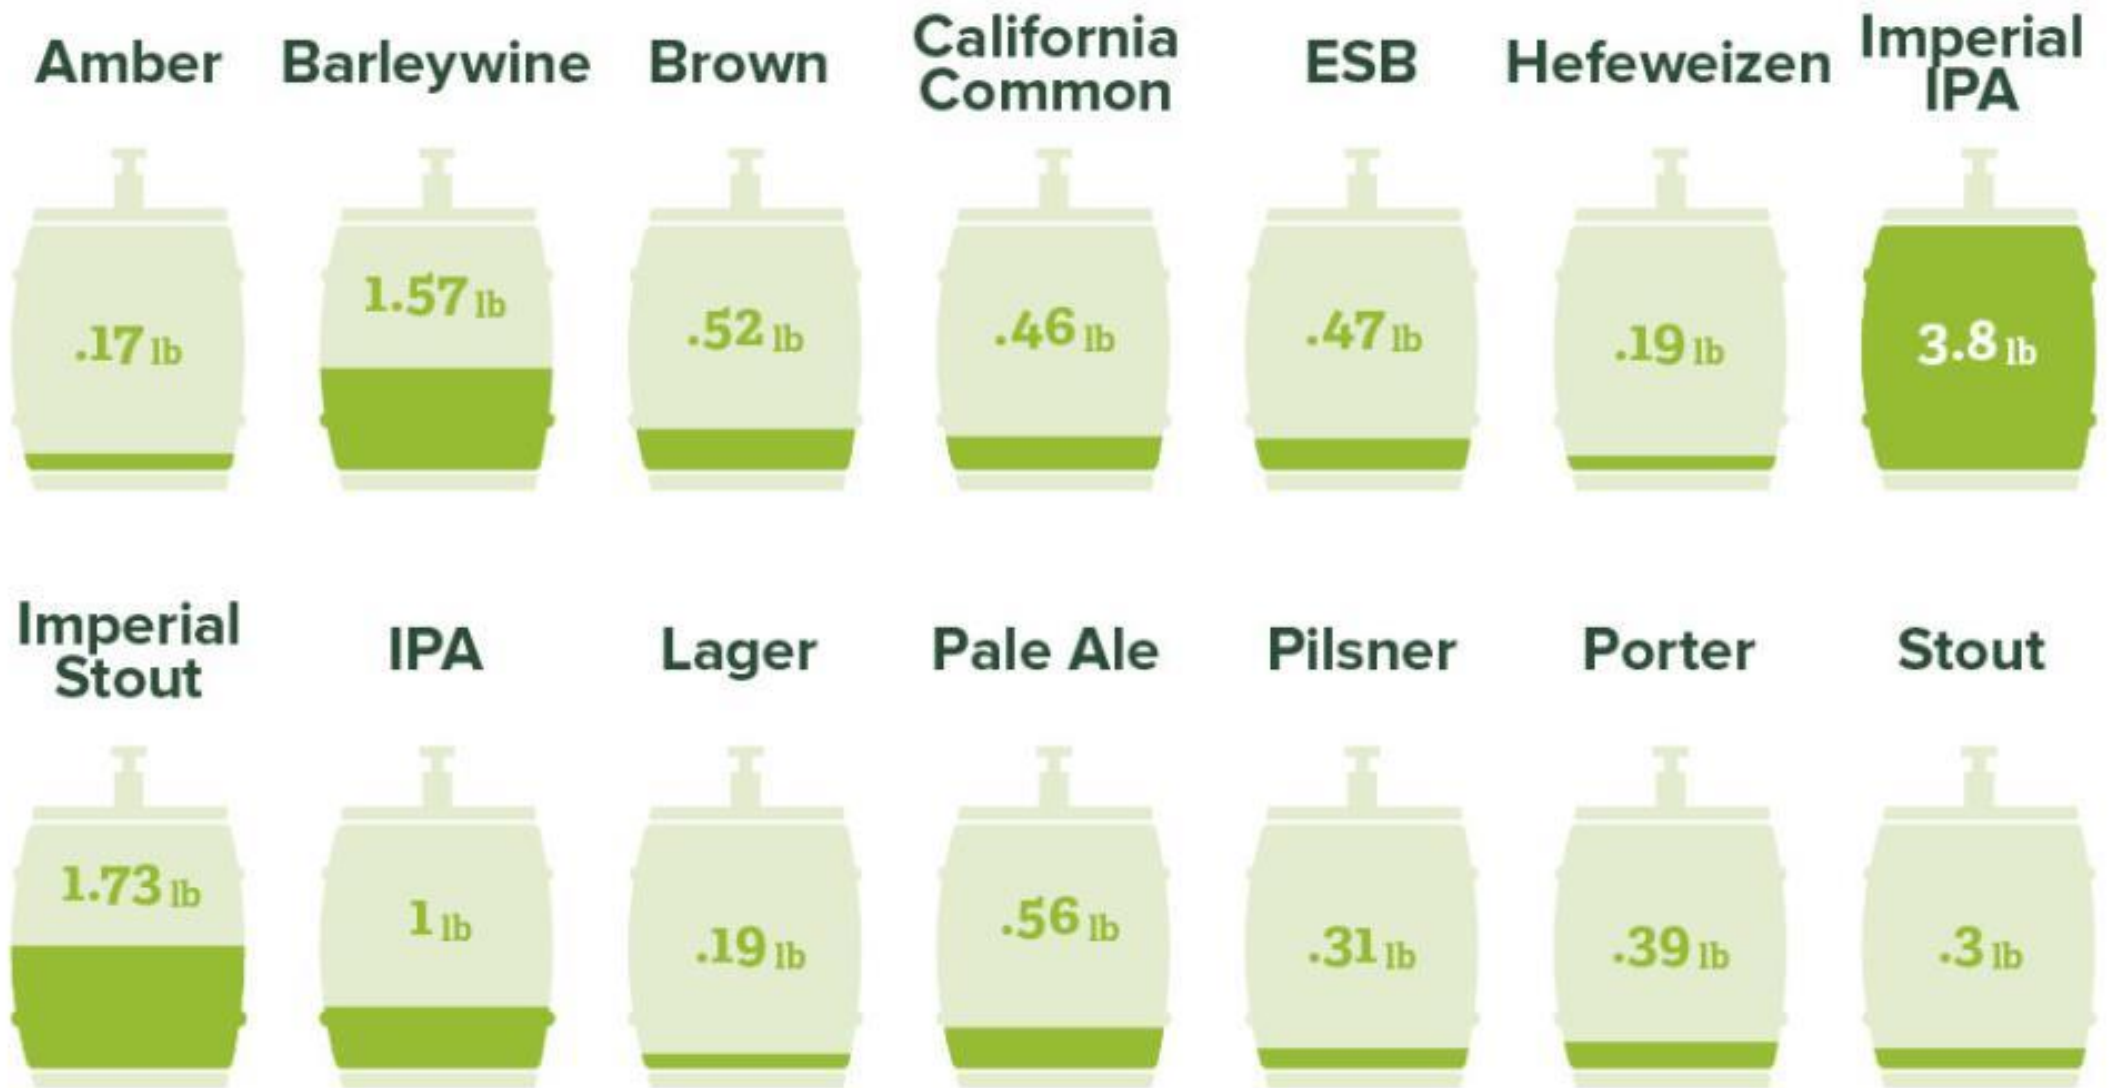 Amber
Barleywine
Brown
California
Common
ESB
Hefeweizen
Imperial
IPA
.17 lb
1.57 lb
.52 lb
.46 lb
.47 lb
.19 lb
3.8 lb
Imperial
Stout
IPA
Lager
Pale Ale
Pilsner
Porter
Stout
1.73 lb
1 lb
.19 lb
.56 lb
.31 lb
.39 lb
.3 lb